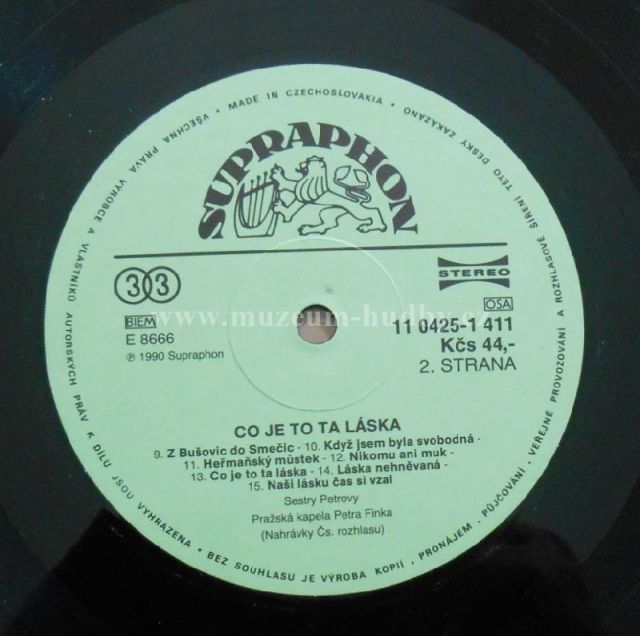 VŠECHNA PRÁVA VÝROBCE A VLASTNÍKŮ AUTORSKÝCH PRÁV K DÍLU JSOU VYHRAZENA • BEZ SOUHLASU JE VÝROBA KOPIÍ, PRONÁJEM, PŮJČOVÁNÍ, VEŘEJNÉ PROVOZOVÁNÍ A ROZHLASOVÉ ŠÍŘENÍ TÉTO DESKY ZAKÁZÁNO • MADE IN CZECHOSLOVAKIA •
SUPRAPHON
33
STEREO
BIEM
OSA
www.muzeum-hudby.cz
E 8666
11 0425-1 411
℗ 1990 Supraphon
Kčs 44,-
2. STRANA
CO JE TO TA LÁSKA
9. Z Bušovic do Smečic - 10. Když jsem byla svobodná -
11. Heřmaňský můstek - 12. Nikomu ani muk -
13. Co je to ta láska - 14. Láska nehněvaná -
15. Naši lásku čas si vzal
Sestry Petrovy
Pražská kapela Petra Finka
(Nahrávky Čs. rozhlasu)